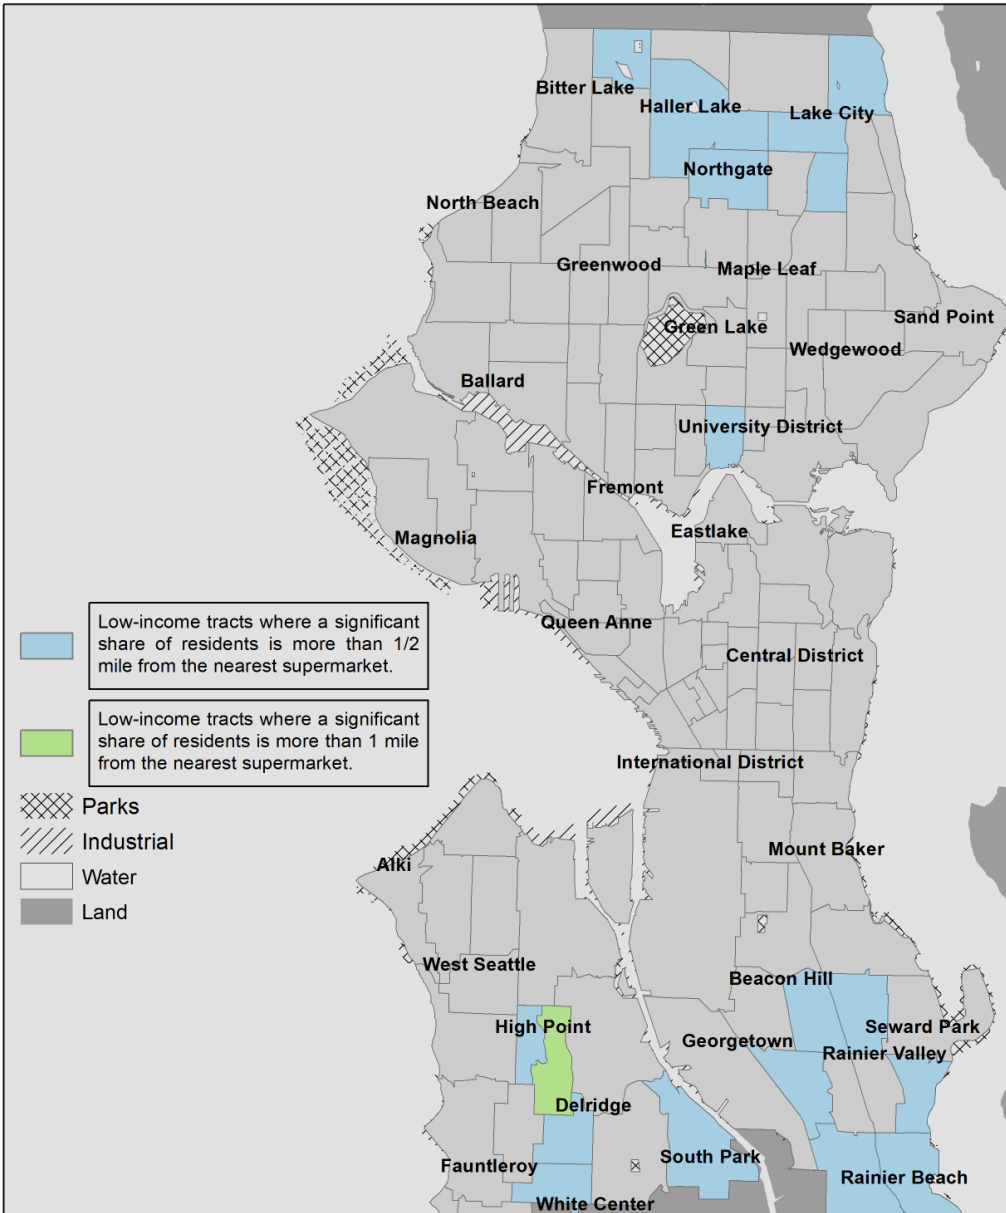 Bitter Lake
Haller Lake
Lake City
Northgate
North Beach
Greenwood
Maple Leaf
Sand Point
Green Lake
Wedgewood
Ballard
University District
Fremont
Eastlake
Magnolia
Queen Anne
Central District
Low-income tracts where a significant
share of residents is more than 1/2
mile from the nearest supermarket.
Low-income tracts where a significant
share of residents is more than 1 mile
from the nearest supermarket.
Parks
Industrial
Water
Land
International District
Mount Baker
Alki
West Seattle
Beacon Hill
High Point
Georgetown
Seward Park
Rainier Valley
Delridge
Fauntleroy
South Park
Rainier Beach
White Center